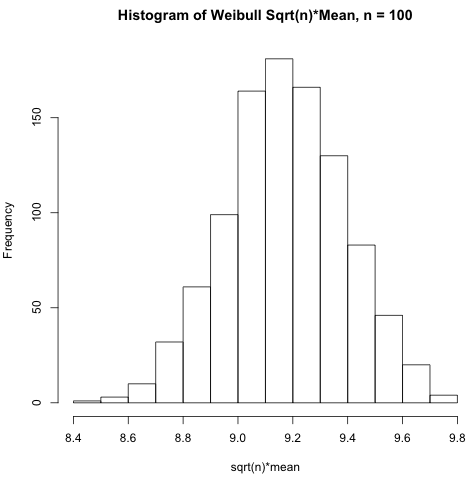 Histogram of Weibull Sqrt(n)*Mean, n = 100
Frequency
150
100
50
0
8.4 8.6 8.8 9.0 9.2 9.4 9.6 9.8
sqrt(n)*mean